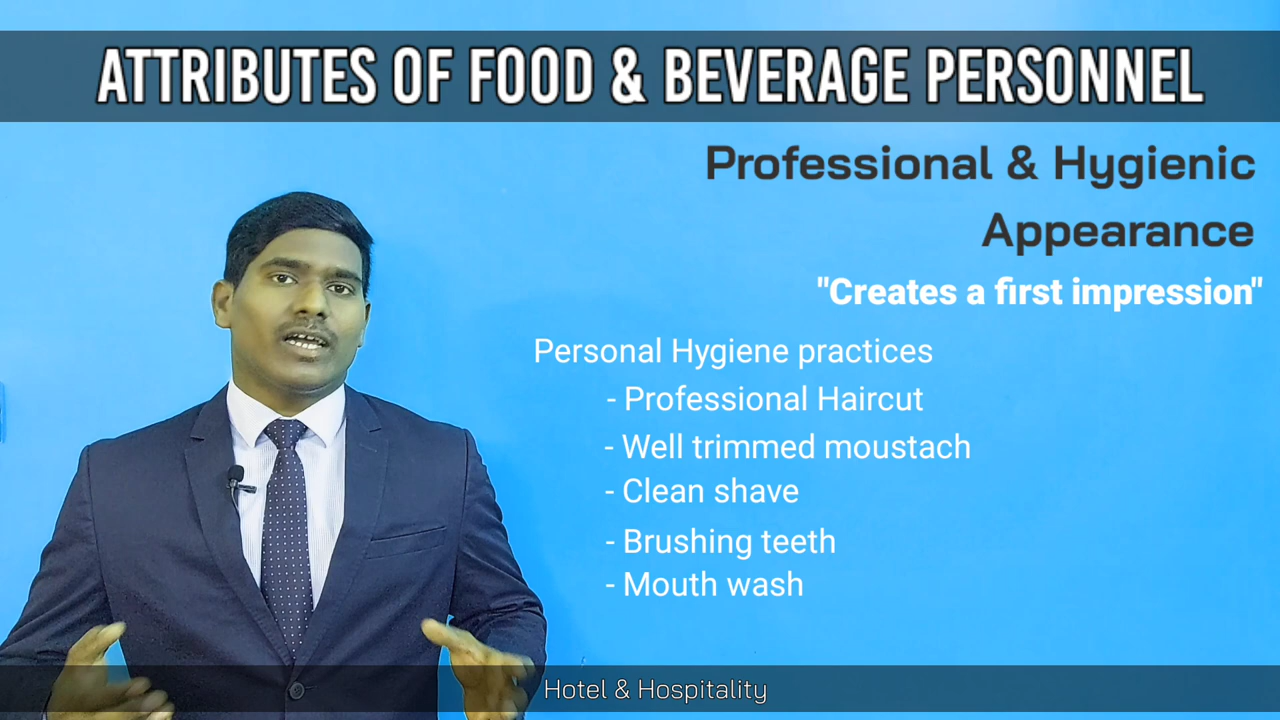 ATTRIBUTES OF FOOD & BEVERAGE PERSONNEL
Professional & Hygienic
Appearance
"Creates a first impression"
Personal Hygiene practices
- Professional Haircut
- Well trimmed moustach
- Clean shave
- Brushing teeth
- Mouth wash
Hotel & Hospitality